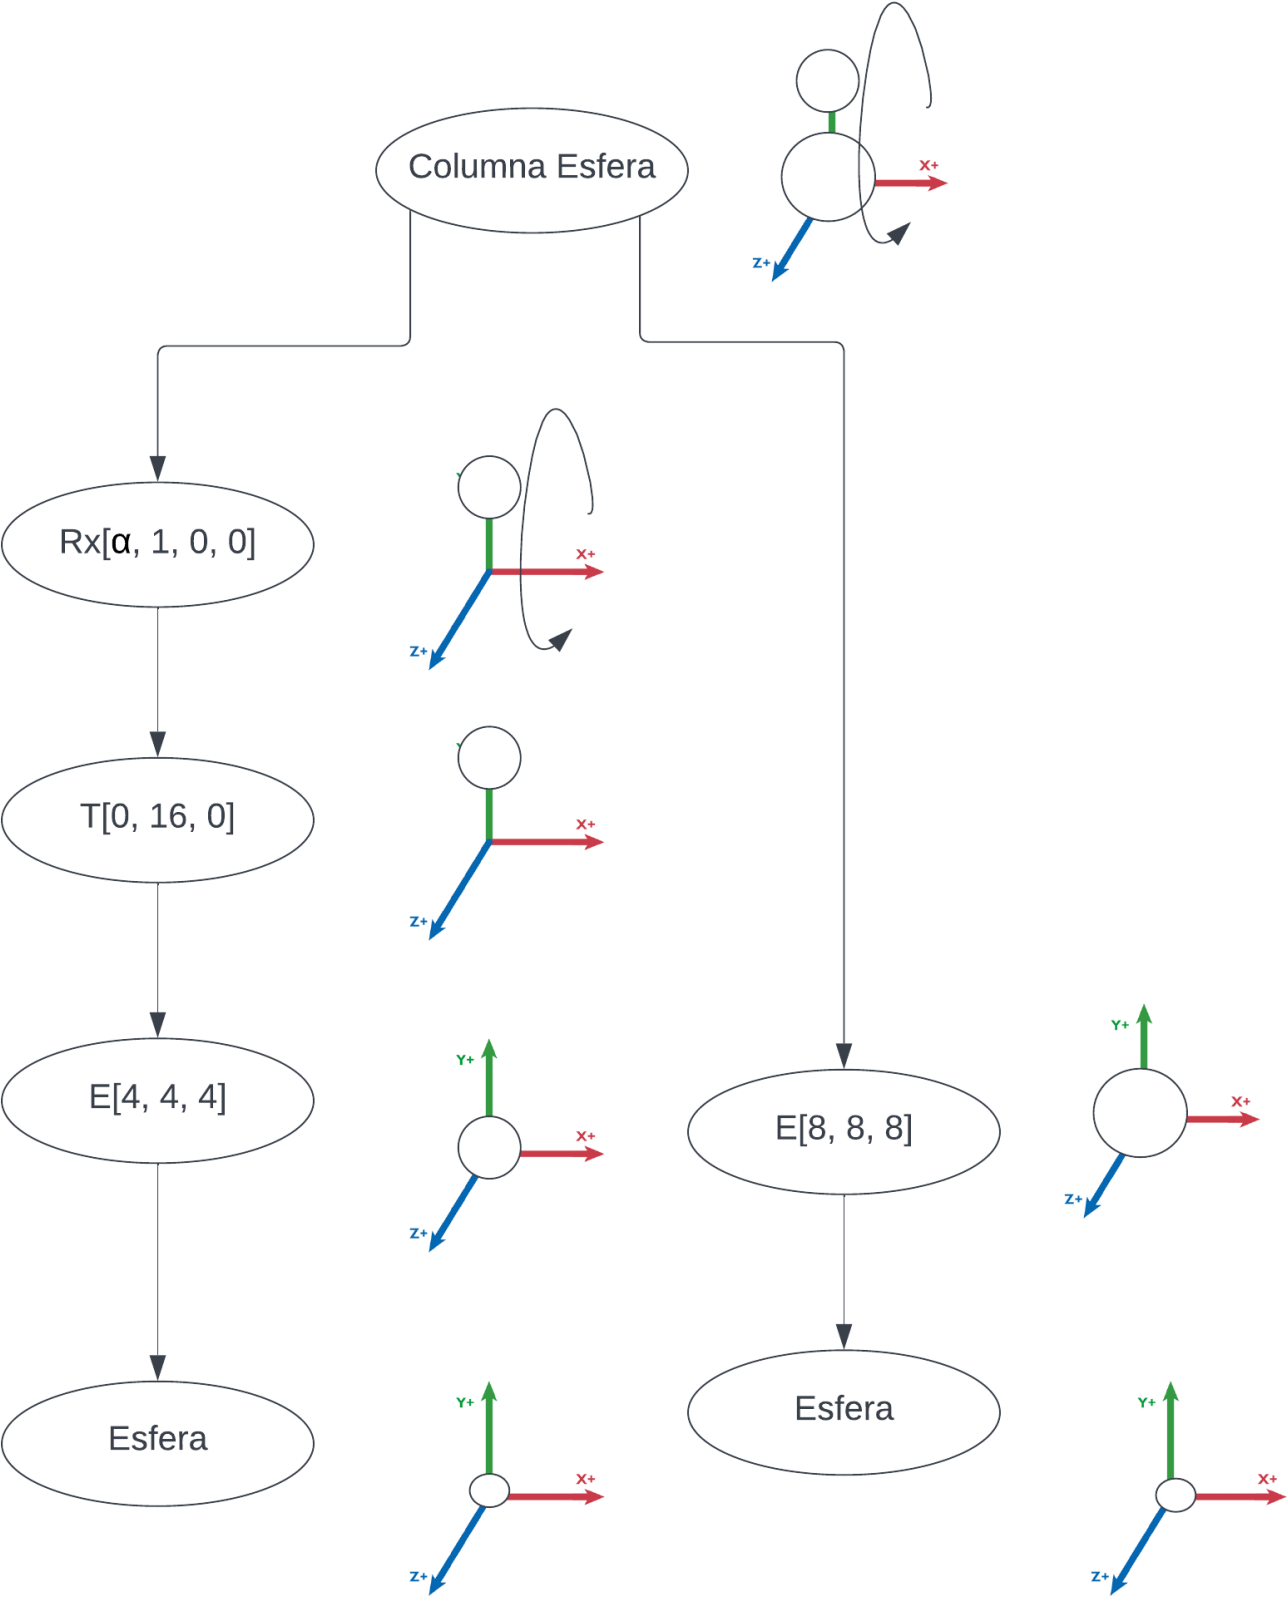 Columna Esfera
X+
Z+
Rx[α, 1, 0, 0]
X+
Z+
T[0, 16, 0]
X+
Z+
E[4, 4, 4]
Y+
X+
Z+
E[8, 8, 8]
Y+
X+
Z+
Esfera
Y+
X+
Z+
Esfera
Y+
X+
Z+